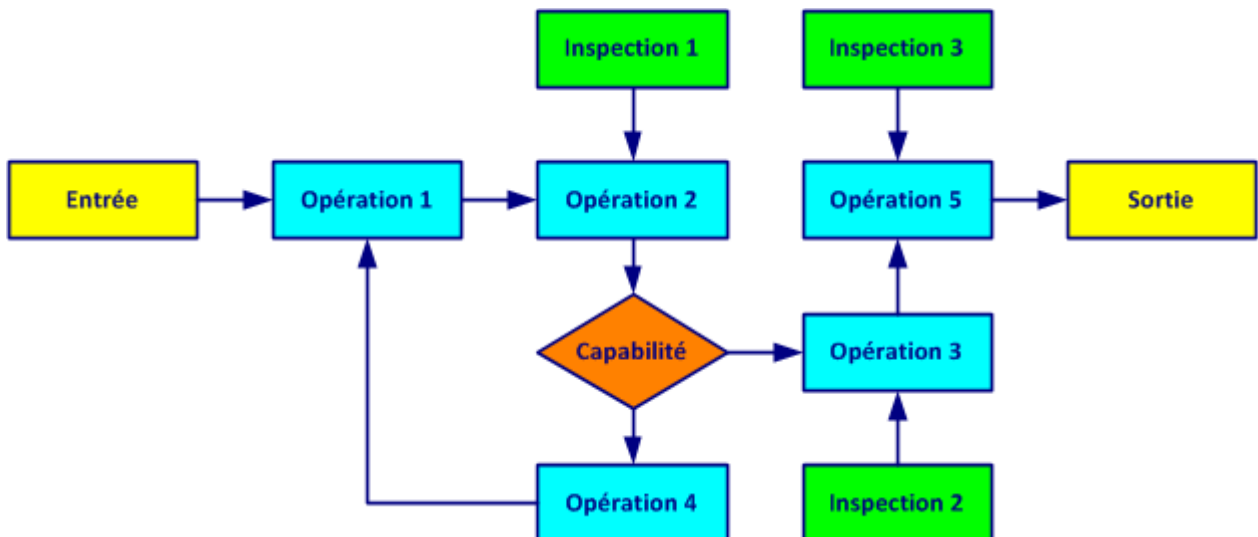 Inspection 1
Inspection 3
Entrée
Opération 1
Opération 2
Opération 5
Sortie
Capabilité
Opération 3
Opération 4
Inspection 2